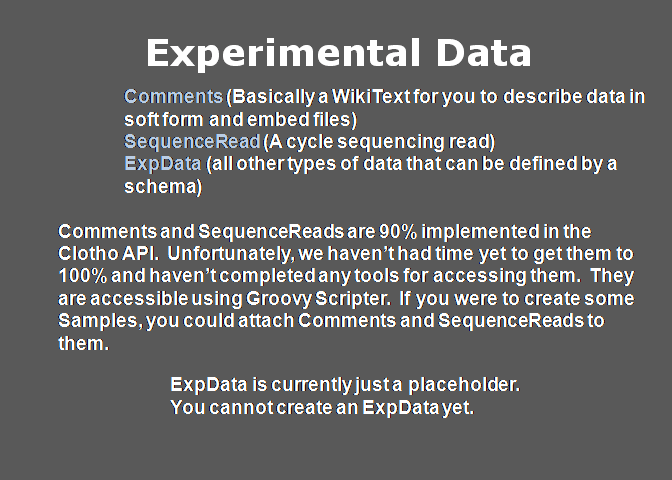 Experimental Data
Comments (Basically a WikiText for you to describe data in
soft form and embed files)
SequenceRead (A cycle sequencing read)
ExpData (all other types of data that can be defined by a
schema)
Comments and SequenceReads are 90% implemented in the
Clotho API. Unfortunately, we haven’t had time yet to get them to
100% and haven’t completed any tools for accessing them. They
are accessible using Groovy Scripter. If you were to create some
Samples, you could attach Comments and SequenceReads to
them.
ExpData is currently just a placeholder.
You cannot create an ExpData yet.